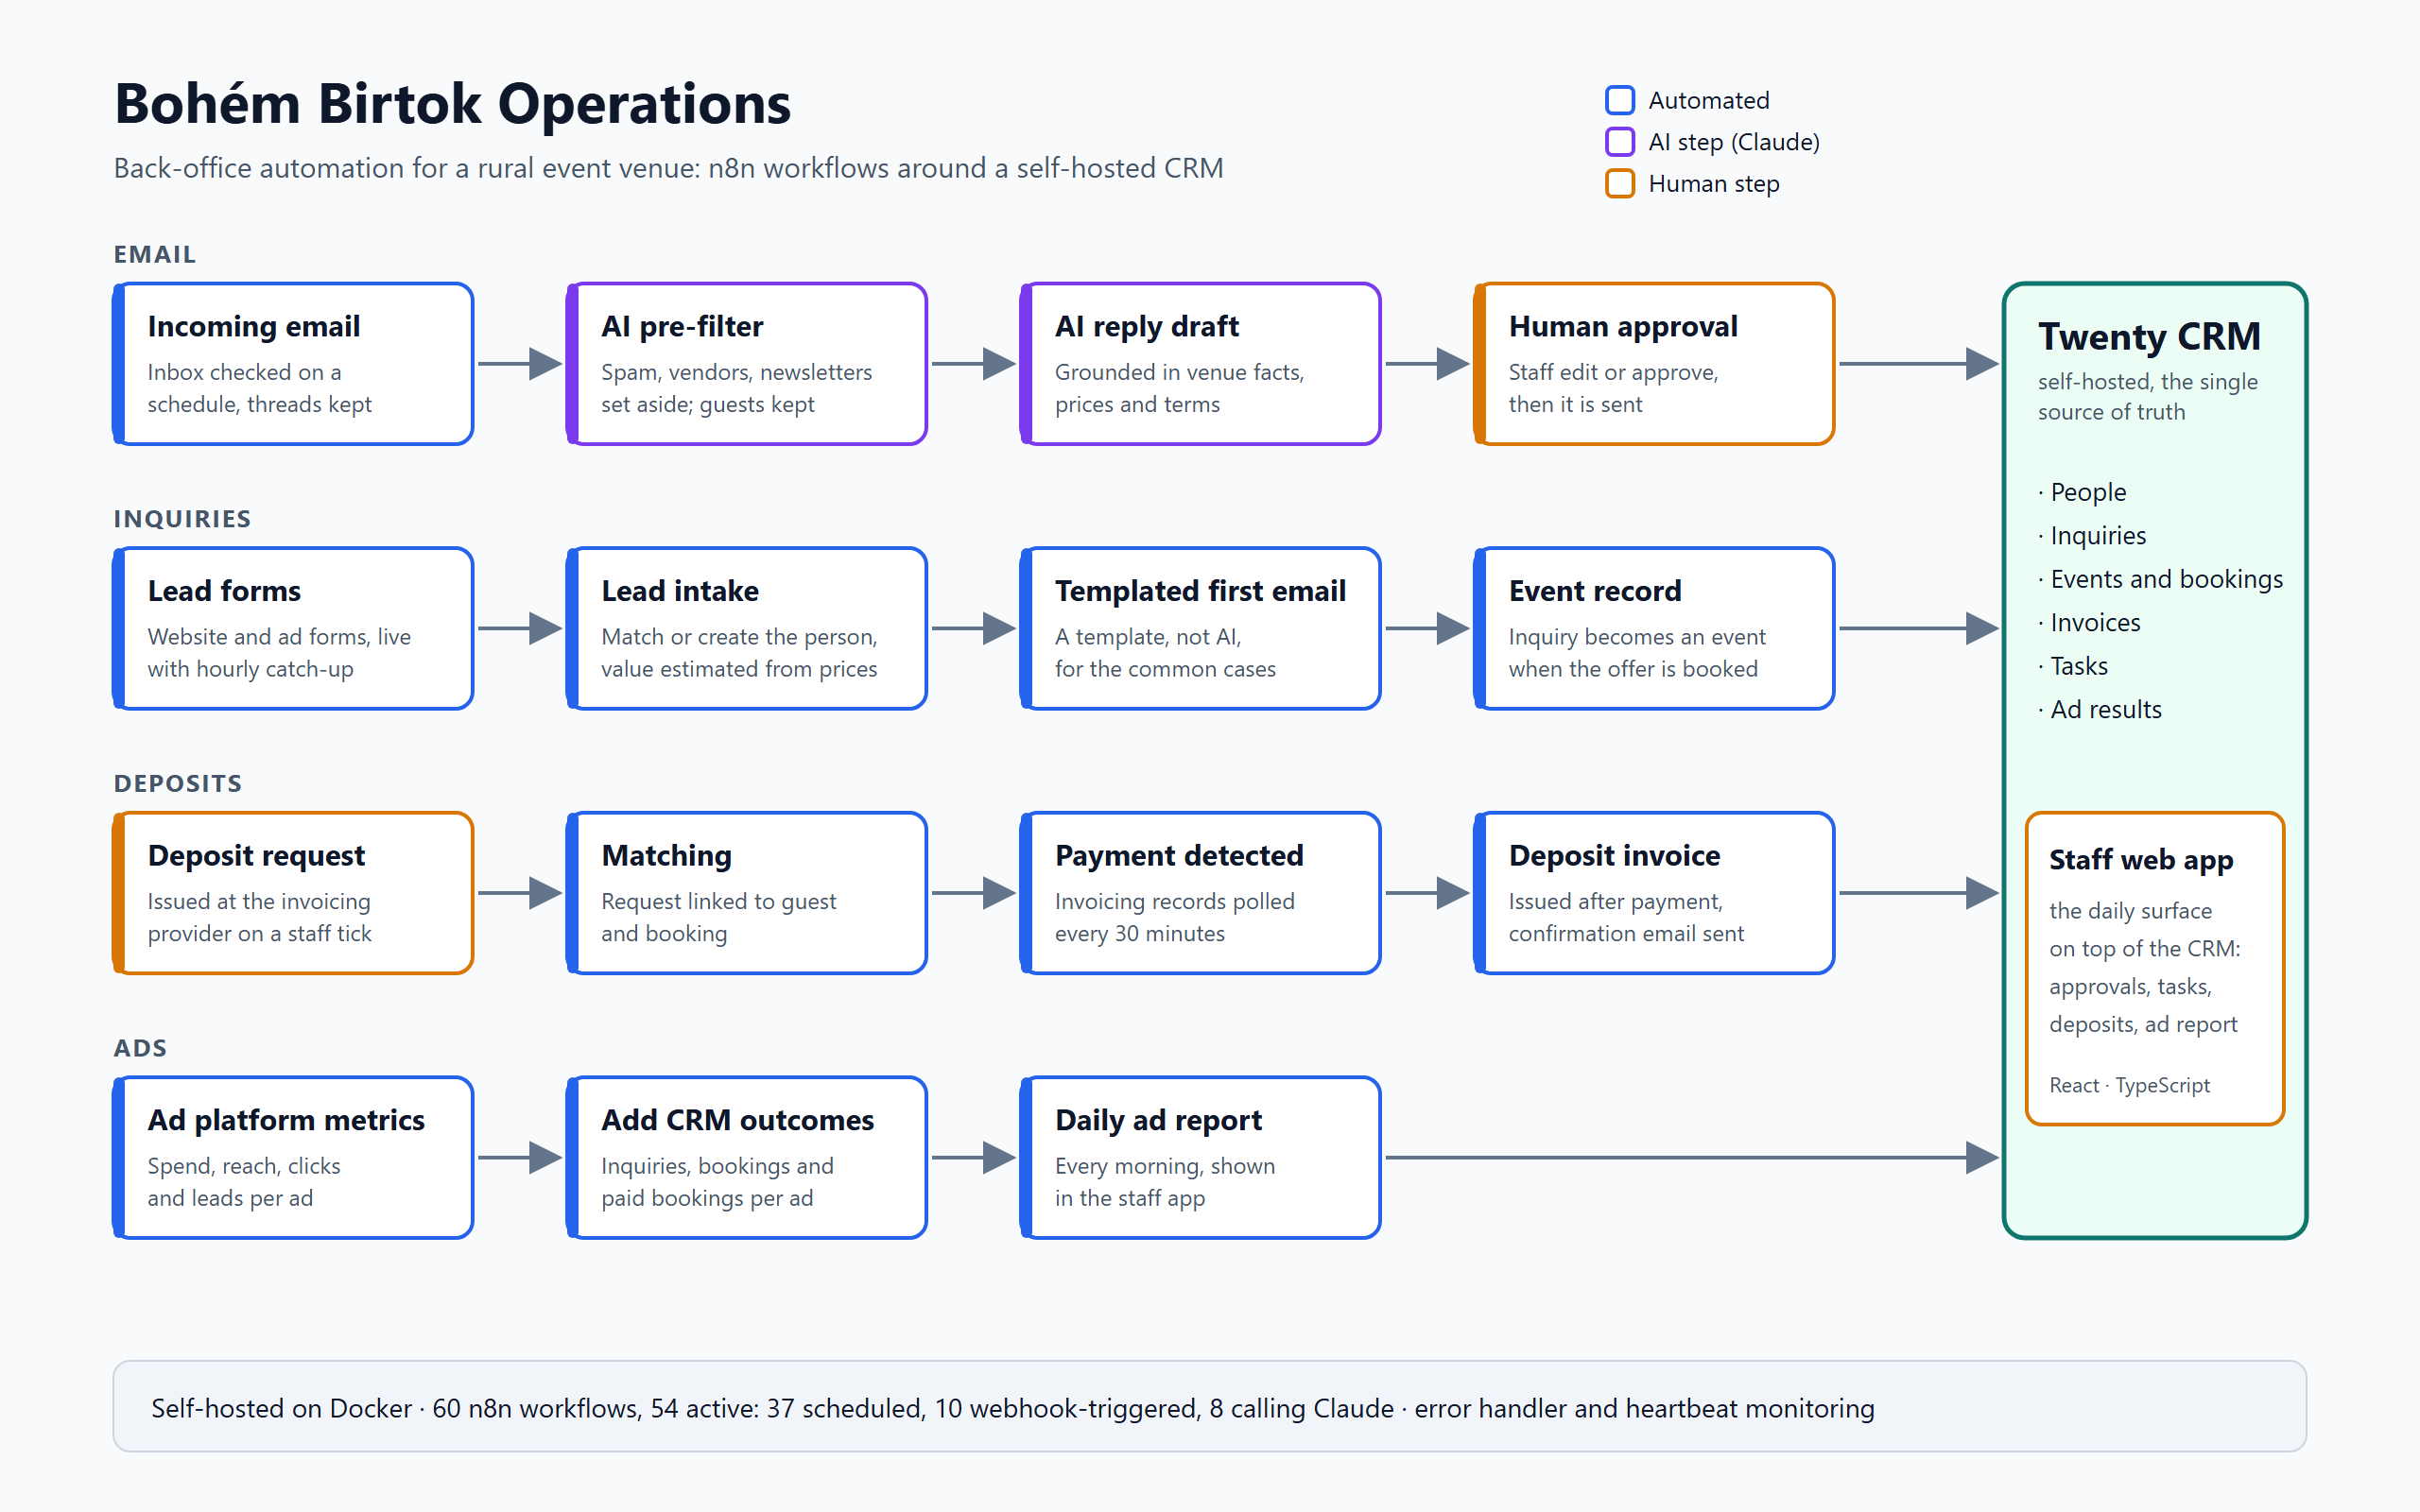 Bohém Birtok Operations
Back-office automation for a rural event venue: n8n workflows around a self-hosted CRM
Automated
AI step (Claude)
Human step
EMAIL
Incoming email
Inbox checked on a
schedule, threads kept
AI pre-filter
Spam, vendors, newsletters
set aside; guests kept
AI reply draft
Grounded in venue facts,
prices and terms
Human approval
Staff edit or approve,
then it is sent
INQUIRIES
Lead forms
Website and ad forms, live
with hourly catch-up
Lead intake
Match or create the person,
value estimated from prices
Templated first email
A template, not AI,
for the common cases
Event record
Inquiry becomes an event
when the offer is booked
DEPOSITS
Deposit request
Issued at the invoicing
provider on a staff tick
Matching
Request linked to guest
and booking
Payment detected
Invoicing records polled
every 30 minutes
Deposit invoice
Issued after payment,
confirmation email sent
ADS
Ad platform metrics
Spend, reach, clicks
and leads per ad
Add CRM outcomes
Inquiries, bookings and
paid bookings per ad
Daily ad report
Every morning, shown
in the staff app
Twenty CRM
self-hosted, the single
source of truth
· People
· Inquiries
· Events and bookings
· Invoices
· Tasks
· Ad results
Staff web app
the daily surface
on top of the CRM:
approvals, tasks,
deposits, ad report
React · TypeScript
Self-hosted on Docker · 60 n8n workflows, 54 active: 37 scheduled, 10 webhook-triggered, 8 calling Claude · error handler and heartbeat monitoring